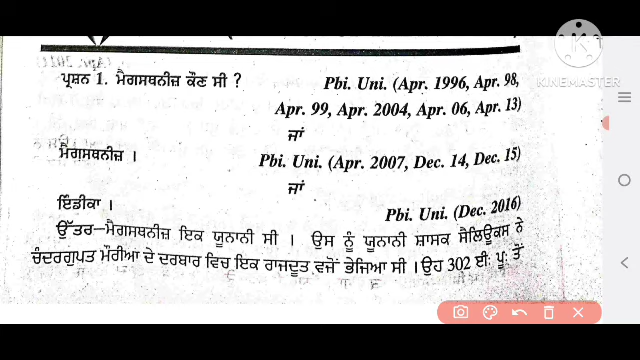 KINEMASTER
ਪ੍ਰਸ਼ਨ 1. ਮੈਗਸਥਨੀਜ਼ ਕੌਣ ਸੀ ? Pbi. Uni. (Apr. 1996, Apr. 98,
Apr. 99, Apr. 2004, Apr. 06, Apr. 13)
ਜਾਂ
ਮੈਗਸਥਨੀਜ਼ । Pbi. Uni. (Apr. 2007, Dec. 14, Dec. 15)
ਜਾਂ
ਇੰਡੀਕਾ । Pbi. Uni. (Dec. 2016)
ਉੱਤਰ—ਮੈਗਸਥਨੀਜ਼ ਇਕ ਯੂਨਾਨੀ ਸੀ । ਉਸ ਨੂੰ ਯੂਨਾਨੀ ਸ਼ਾਸਕ ਸੈਲਿਊਕਸ ਨੇ
ਚੰਦਰਗੁਪਤ ਮੌਰੀਆ ਦੇ ਦਰਬਾਰ ਵਿਚ ਇਕ ਰਾਜਦੂਤ ਵਜੋਂ ਭੇਜਿਆ ਸੀ । ਉਹ 302 ਈ: ਪੂ: ਤੋਂ